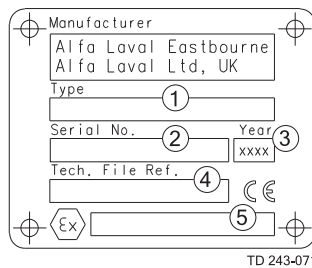 Manufacturer
Alfa Laval Eastbourne
Alfa Laval Ltd, UK
Type
1
Serial No. Year
2 3
xxxx
Tech. File Ref.
4 CE
5
Ex
TD 243-071